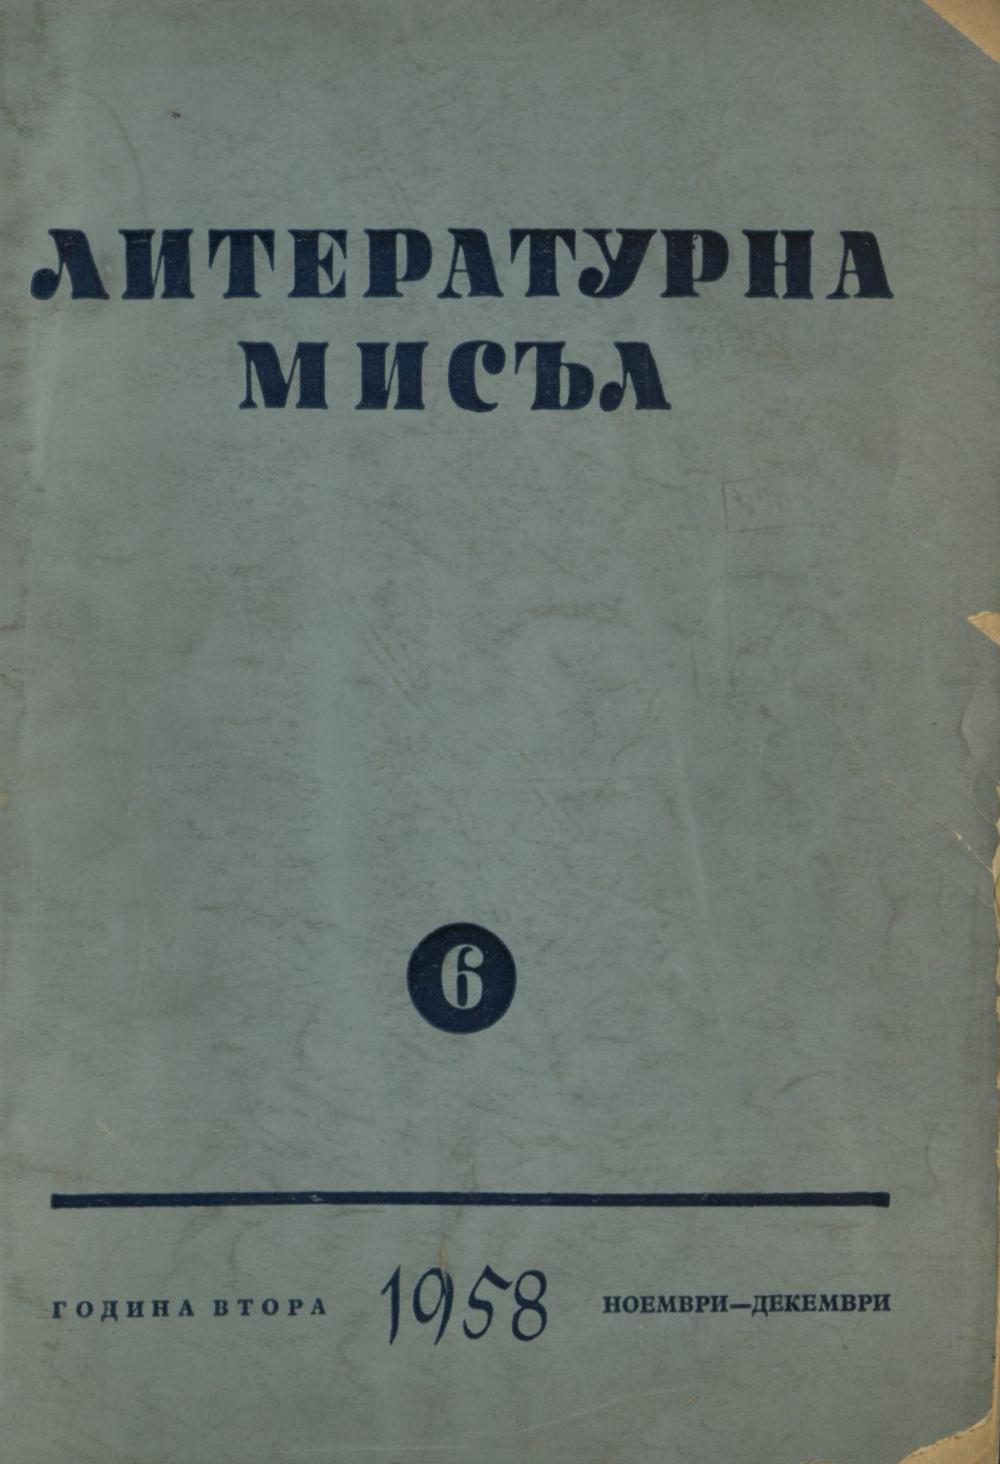 ЛИТЕРАТУРНА
МИСЪЛ
6
ГОДИНА ВТОРА 1958 НОЕМВРИ—ДЕКЕМВРИ